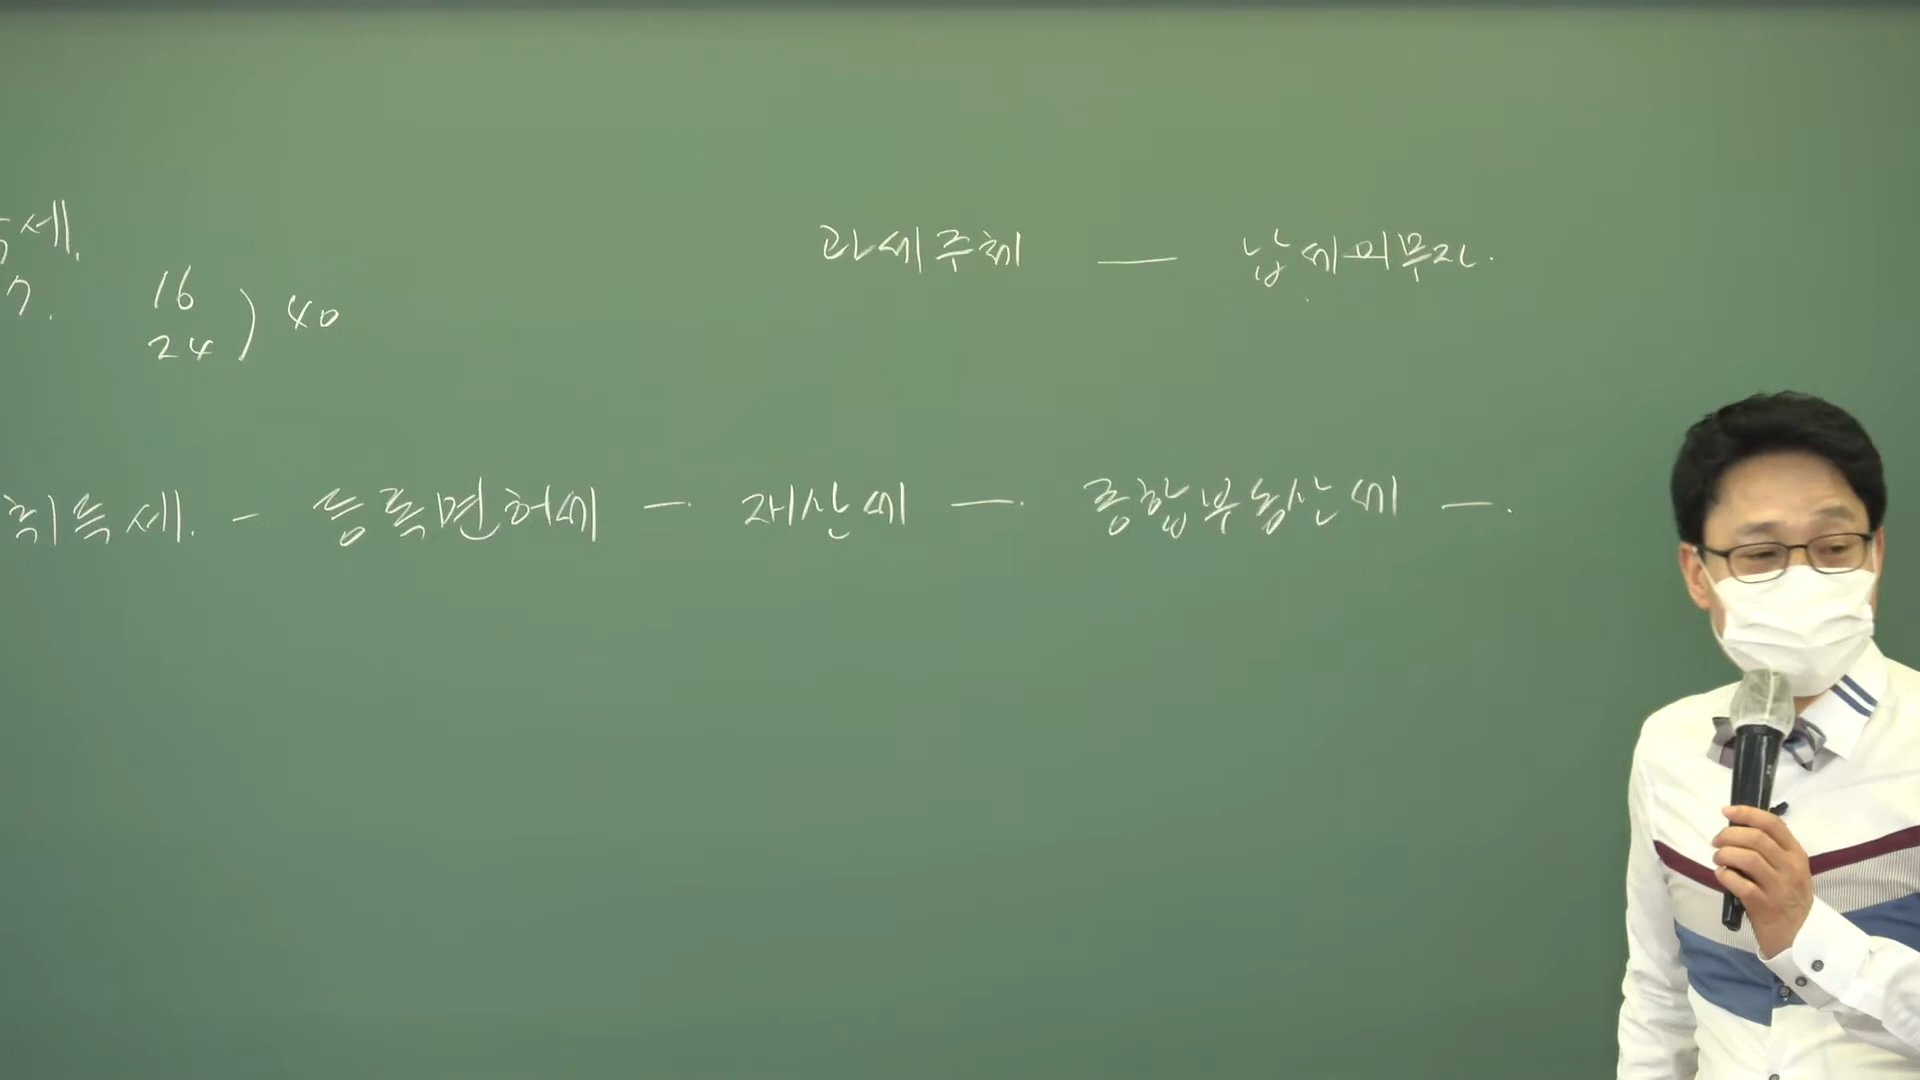 세.
과세주체 — 납세의무자.
7. 16
24 ) 40
취득세. - 등록면허세 - 재산세 - 종합부동산세 -.